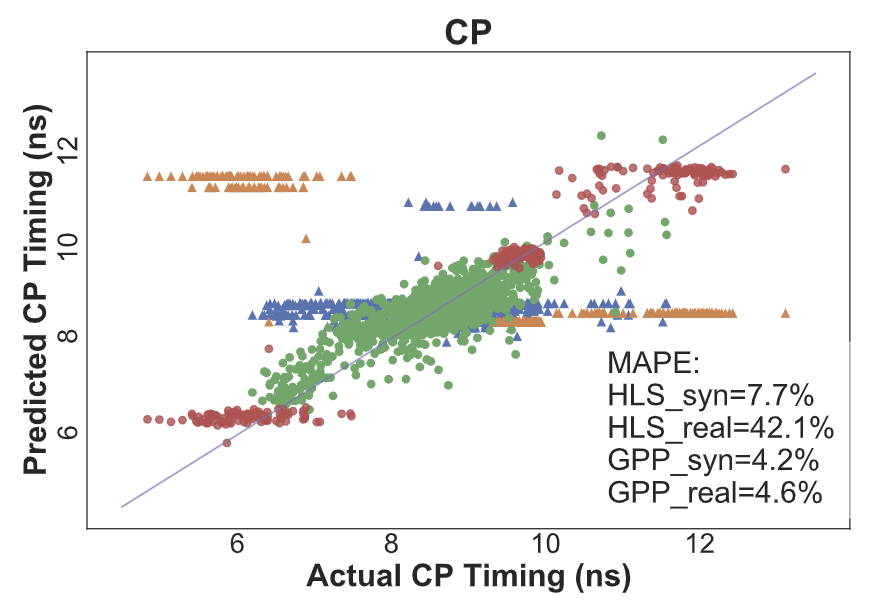 CP
Predicted CP Timing (ns)
12
10
8
6
MAPE:
HLS_syn=7.7%
HLS_real=42.1%
GPP_syn=4.2%
GPP_real=4.6%
6 8 10 12
Actual CP Timing (ns)